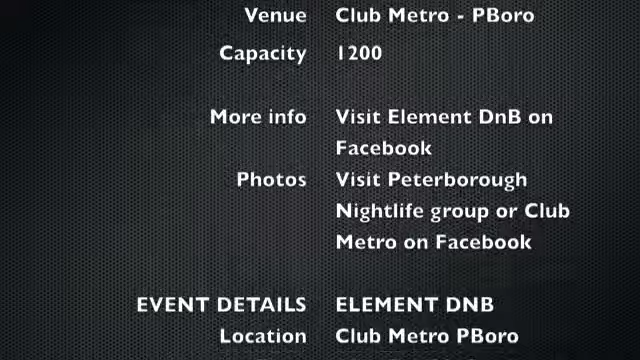 Venue Club Metro - PBoro
Capacity 1200
More info Visit Element DnB on
Facebook
Photos Visit Peterborough
Nightlife group or Club
Metro on Facebook
EVENT DETAILS ELEMENT DNB
Location Club Metro PBoro